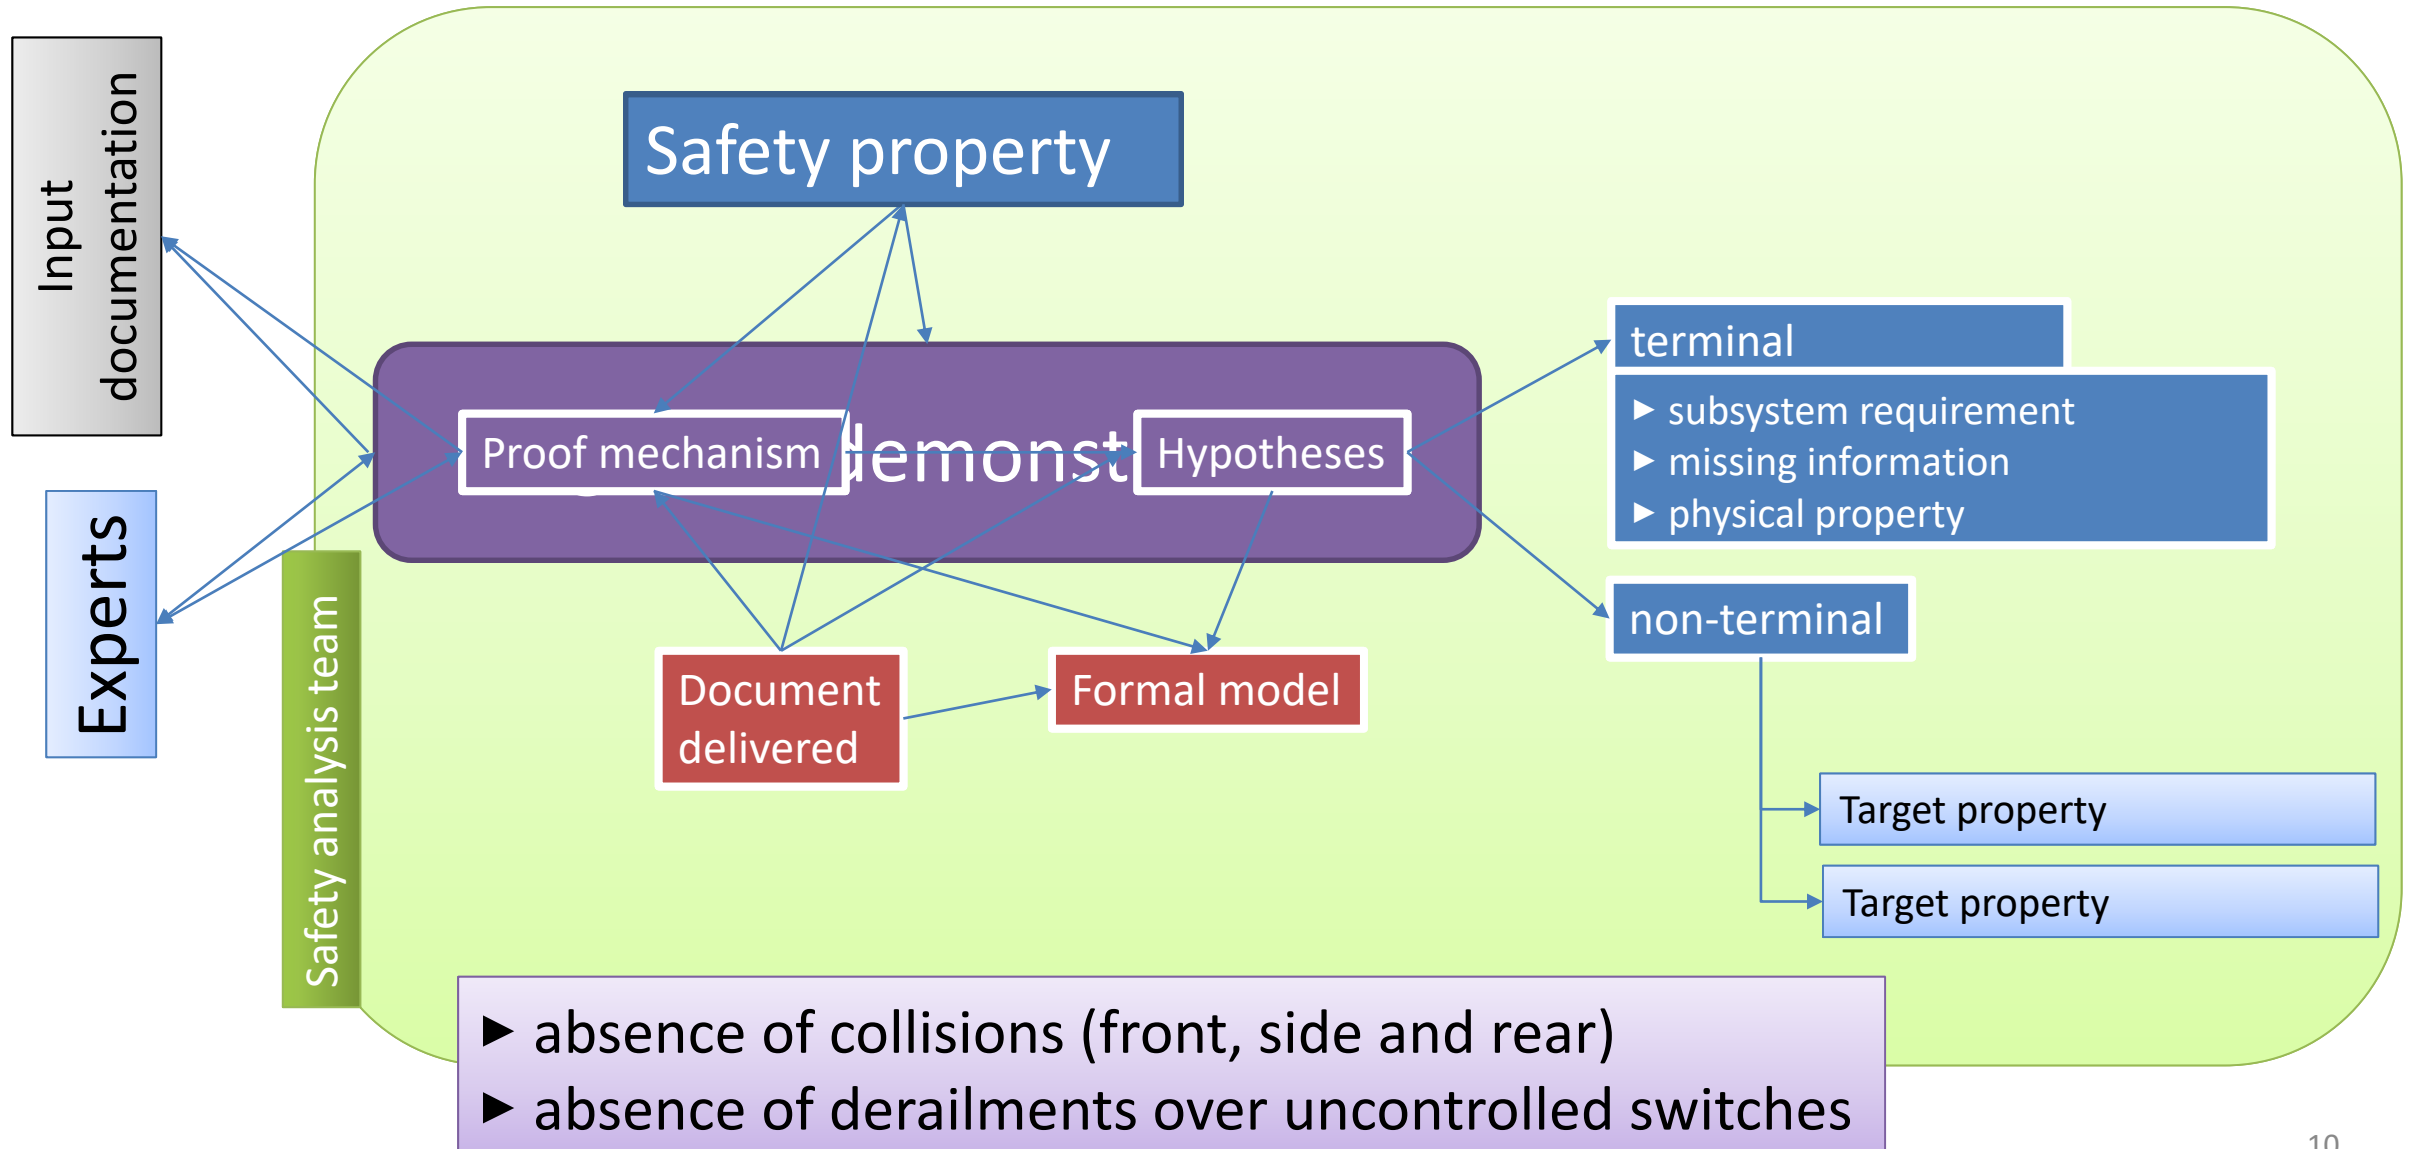 Input
documentation
Safety property
terminal
► subsystem requirement
► missing information
► physical property
Proof mechanism
Hypotheses
Experts
non-terminal
Safety analysis team
Document
delivered
Formal model
Target property
Target property
► absence of collisions (front, side and rear)
► absence of derailments over uncontrolled switches
10